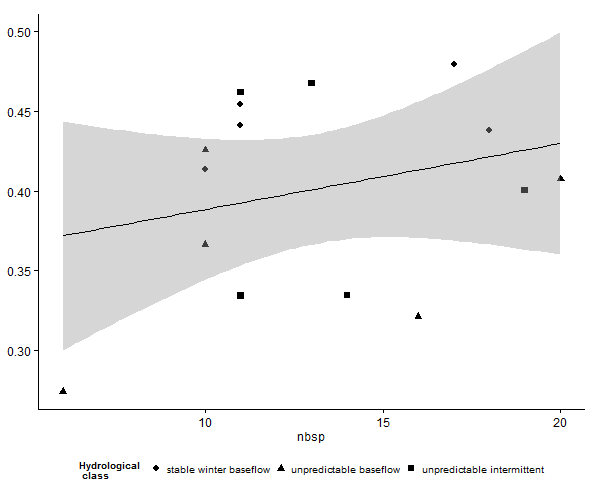 0.50
0.45
0.40
0.35
0.30
10 15 20
nbsp
Hydrological
class
stable winter baseflow unpredictable baseflow unpredictable intermittent